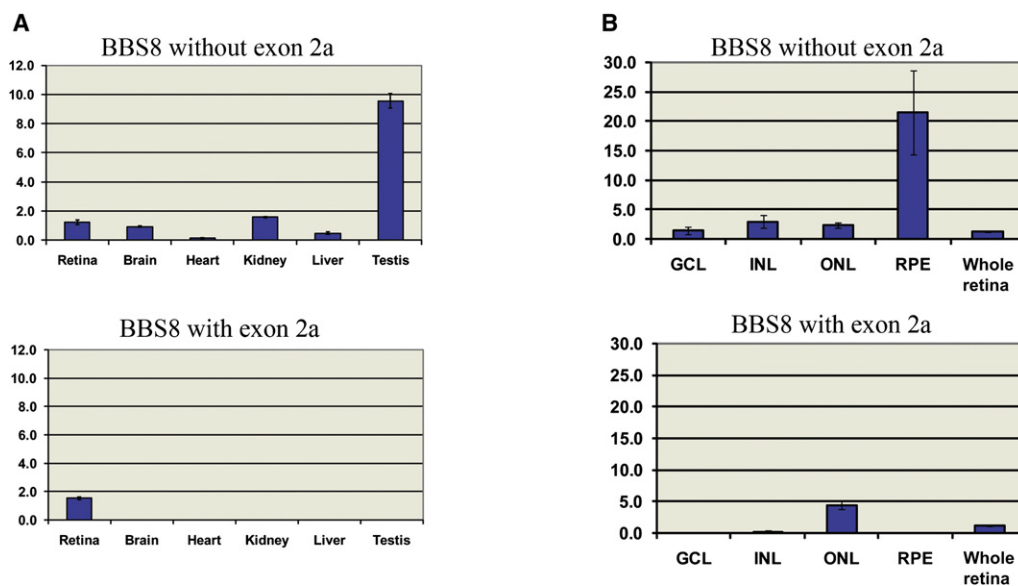 A
BBS8 without exon 2a
12.0
10.0
8.0
6.0
4.0
2.0
0.0
Retina Brain Heart Kidney Liver Testis
BBS8 with exon 2a
12.0
10.0
8.0
6.0
4.0
2.0
0.0
Retina Brain Heart Kidney Liver Testis
B
BBS8 without exon 2a
30.0
25.0
20.0
15.0
10.0
5.0
0.0
GCL INL ONL RPE Whole
retina
BBS8 with exon 2a
30.0
25.0
20.0
15.0
10.0
5.0
0.0
GCL INL ONL RPE Whole
retina